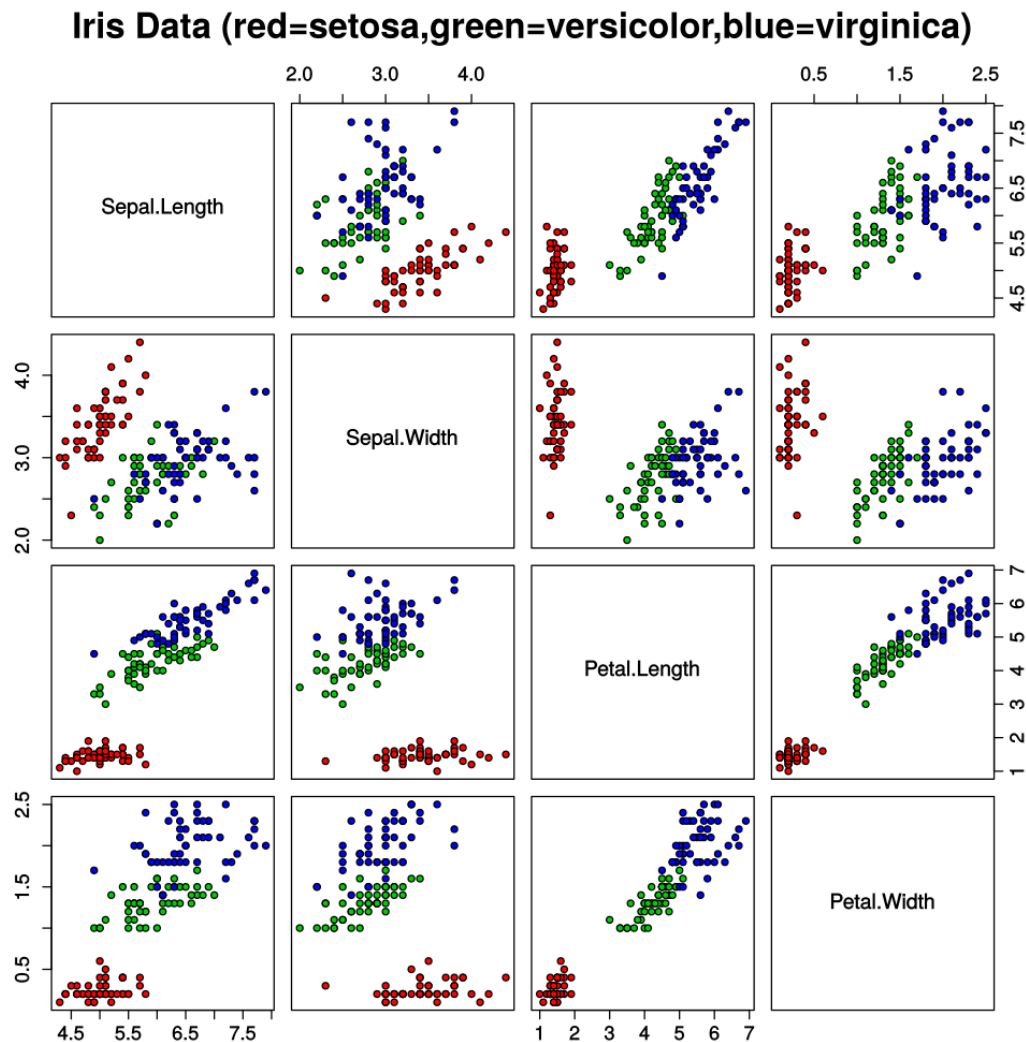 Iris Data (red=setosa,green=versicolor,blue=virginica)
2.0 3.0 4.0 0.5 1.5 2.5
Sepal.Length
4.5 5.5 6.5 7.5
Sepal.Width
2.0 3.0 4.0
Petal.Length
1 2 3 4 5 6 7
Petal.Width
0.5 1.5 2.5
4.5 5.5 6.5 7.5 1 2 3 4 5 6 7